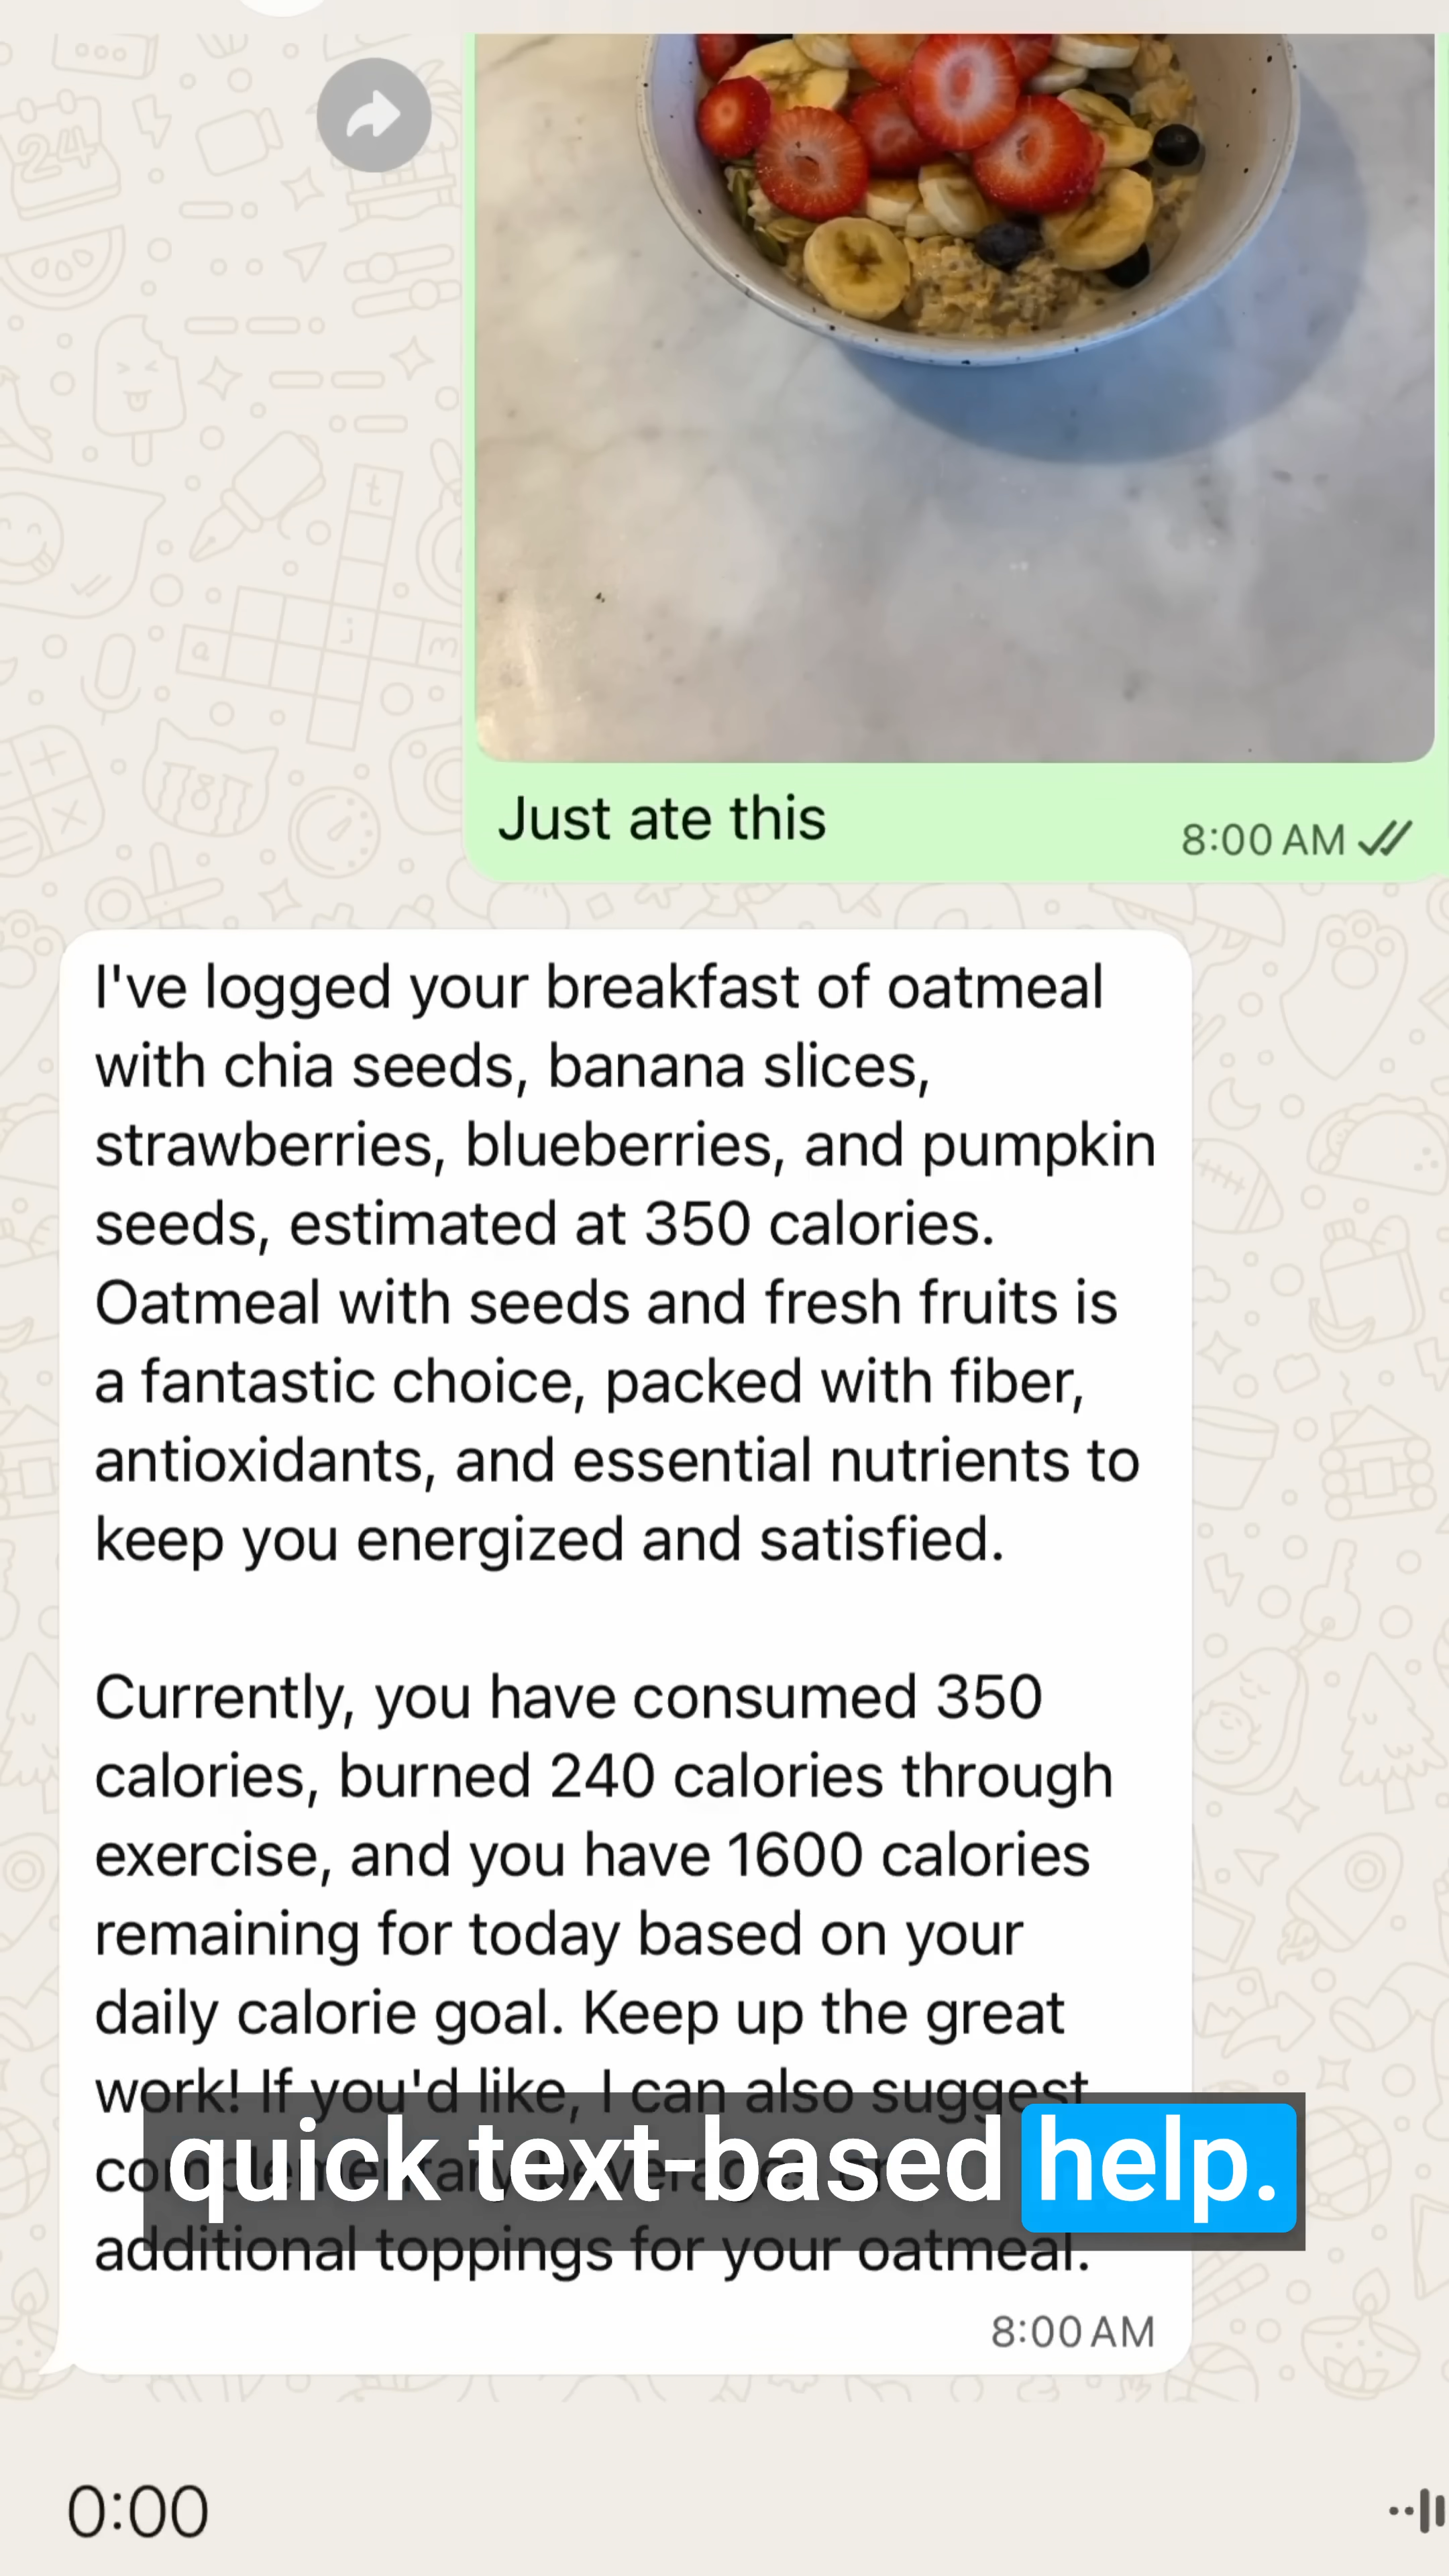 Just ate this
8:00 AM
I've logged your breakfast of oatmeal
with chia seeds, banana slices,
strawberries, blueberries, and pumpkin
seeds, estimated at 350 calories.
Oatmeal with seeds and fresh fruits is
a fantastic choice, packed with fiber,
antioxidants, and essential nutrients to
keep you energized and satisfied.
Currently, you have consumed 350
calories, burned 240 calories through
exercise, and you have 1600 calories
remaining for today based on your
daily calorie goal. Keep up the great
work! If you'd like, I can also suggest
quick text-based help.
additional toppings for your oatmeal.
8:00 AM
0:00